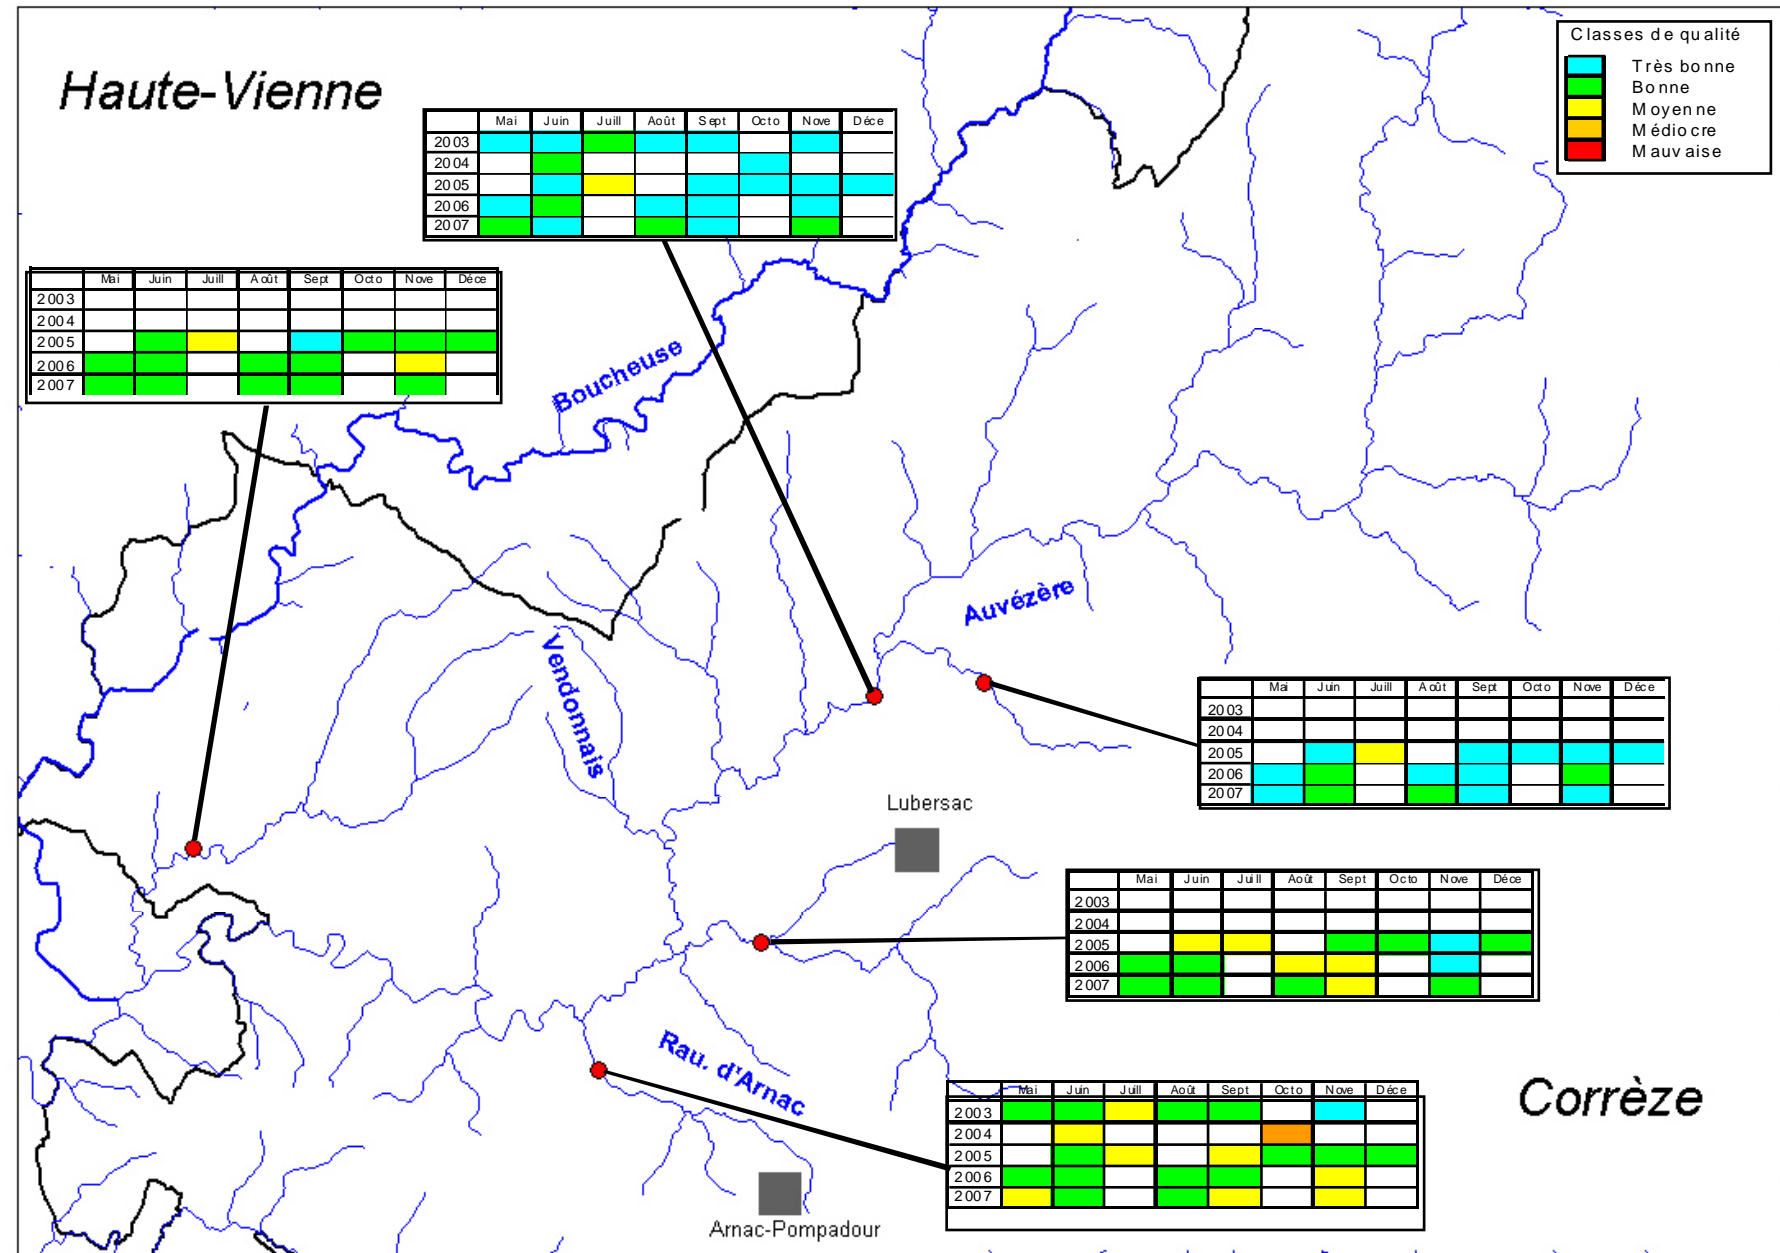 Haute-Vienne
Classes de qualité
Très bonne
Bonne
Moyenne
Médiocre
Mauvaise
Mai Juin Juill Août Sept Octo Nove Déce
2003
2004
2005
2006
2007
Mai Juin Juill Août Sept Octo Nove Déce
2003
2004
2005
2006
2007
Boucheuse
Auvézère
Vendonnais
Mai Juin Juill Août Sept Octo Nove Déce
2003
2004
2005
2006
2007
Lubersac
Mai Juin Juill Août Sept Octo Nove Déce
2003
2004
2005
2006
2007
Rau. d'Arnac
Mai Juin Juill Août Sept Octo Nove Déce
2003
2004
2005
2006
2007
Corrèze
Arnac-Pompadour